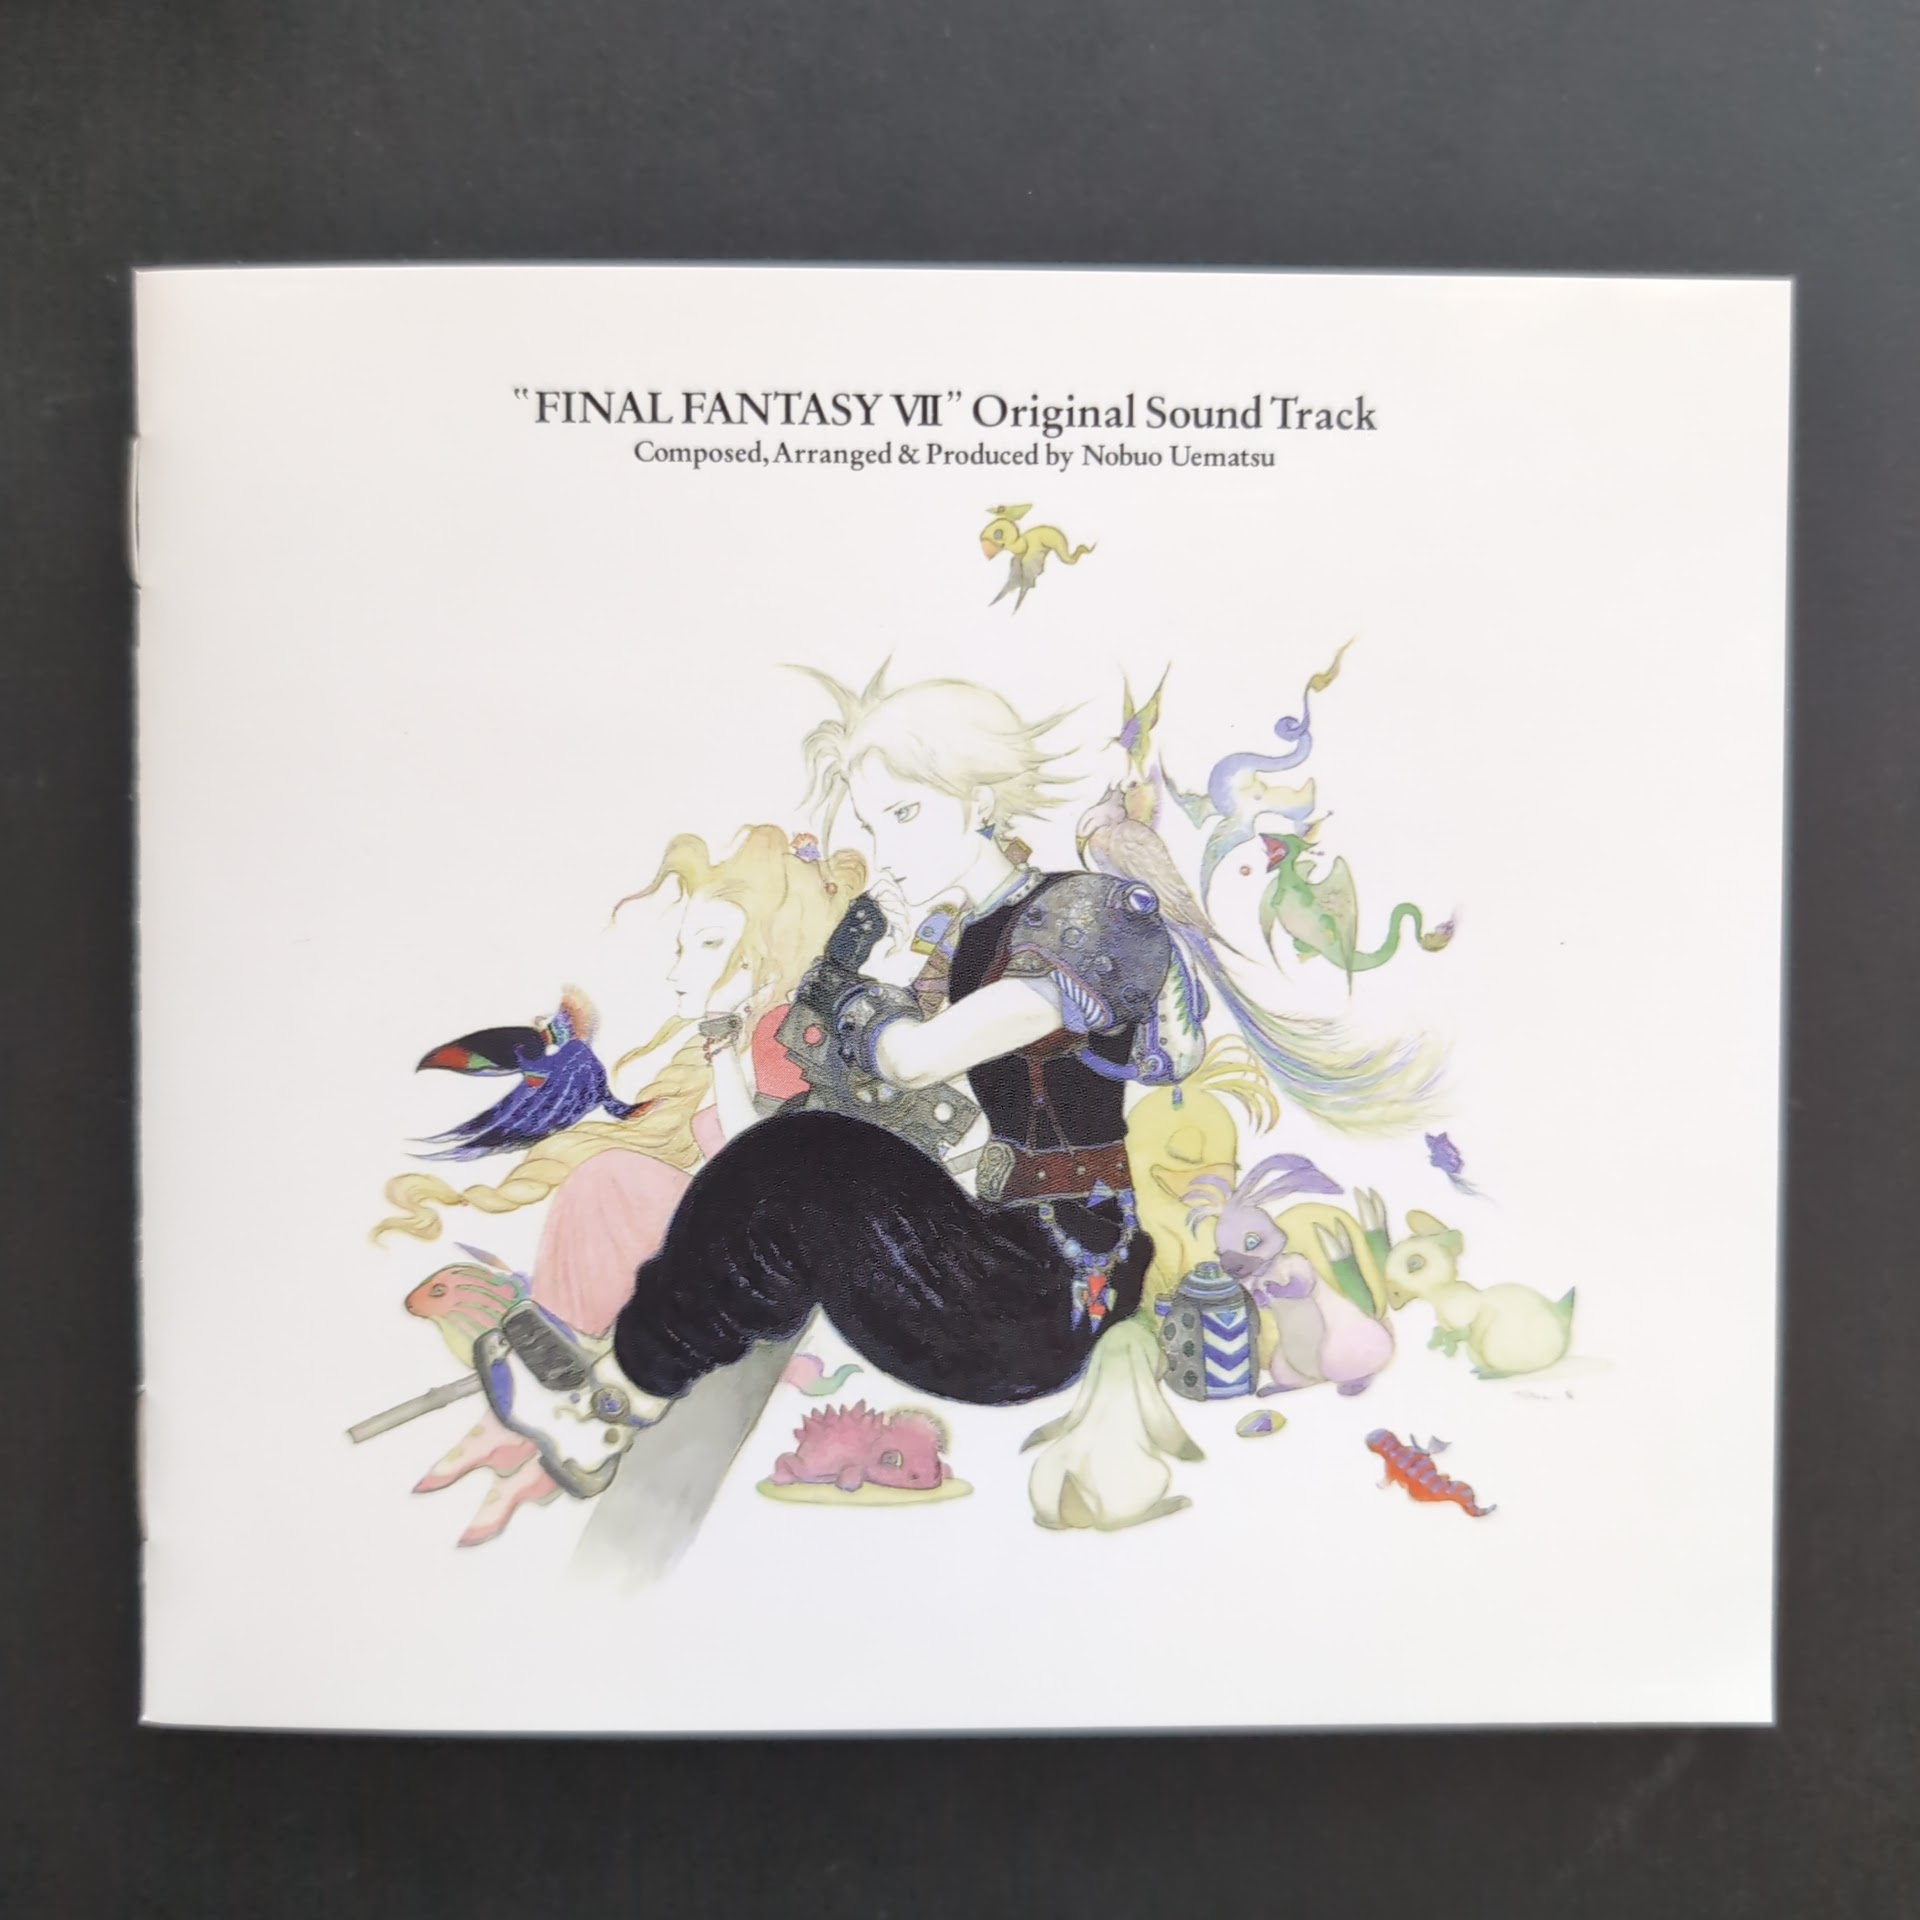 “FINAL FANTASY VII” Original Sound Track
Composed, Arranged & Produced by Nobuo Uematsu